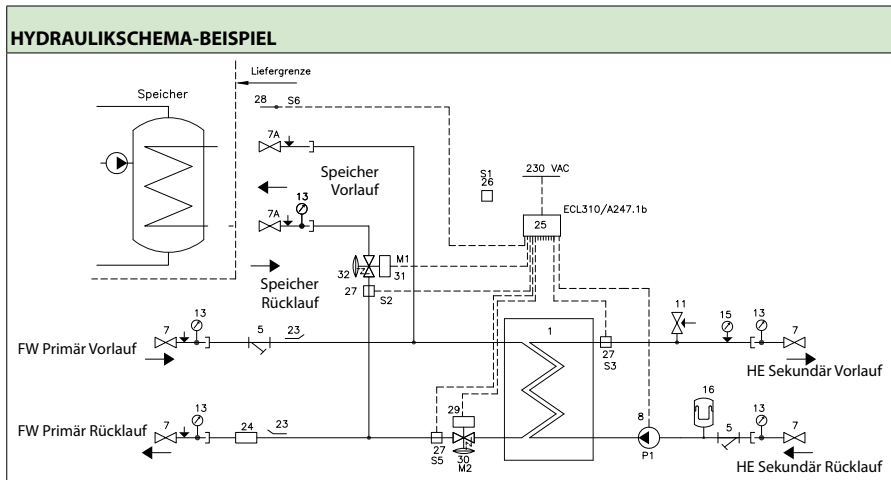 HYDRAULIKSCHEMA-BEISPIEL
Liefergrenze
Speicher
28 S6
7A
Speicher
Vorlauf
13
7A
S1
26
230 VAC
25
ECL310/A247.1b
32
M1
31
27
S2
Speicher
Rücklauf
FW Primär Vorlauf
7
13
5
23
1
27
S3
11
15
13
7
HE Sekundär Vorlauf
FW Primär Rücklauf
7
13
24
23
27
S5
29
30
M2
8
P1
16
5
13
7
HE Sekundär Rücklauf